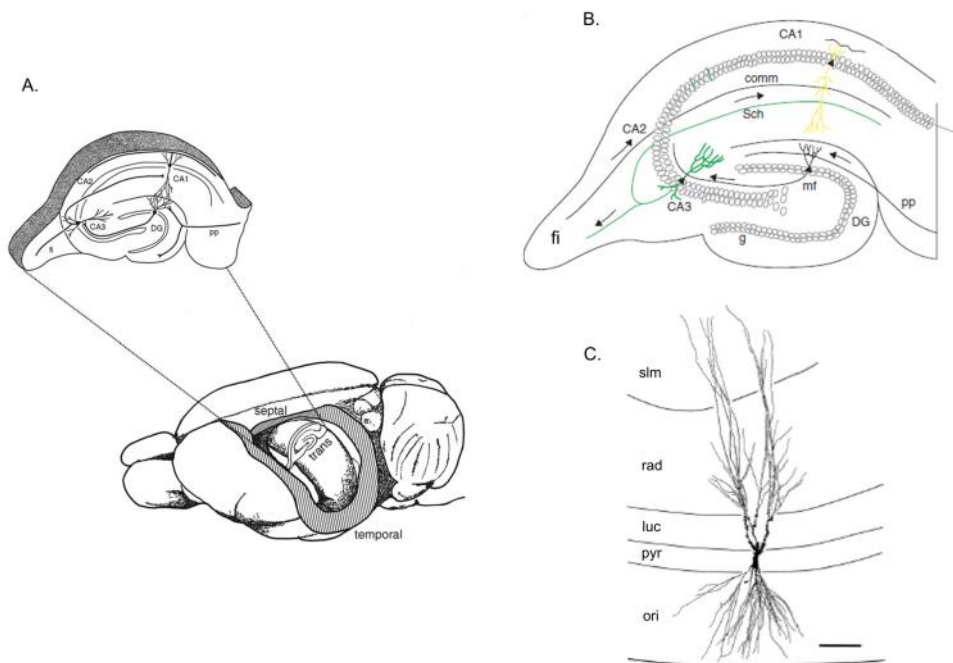 A.
CA2
CA1
CA3
DG
pp
fi
septal
trans
temporal
B.
CA1
comm
Sch
CA2
CA3
mf
pp
DG
g
fi
C.
slm
rad
luc
pyr
ori